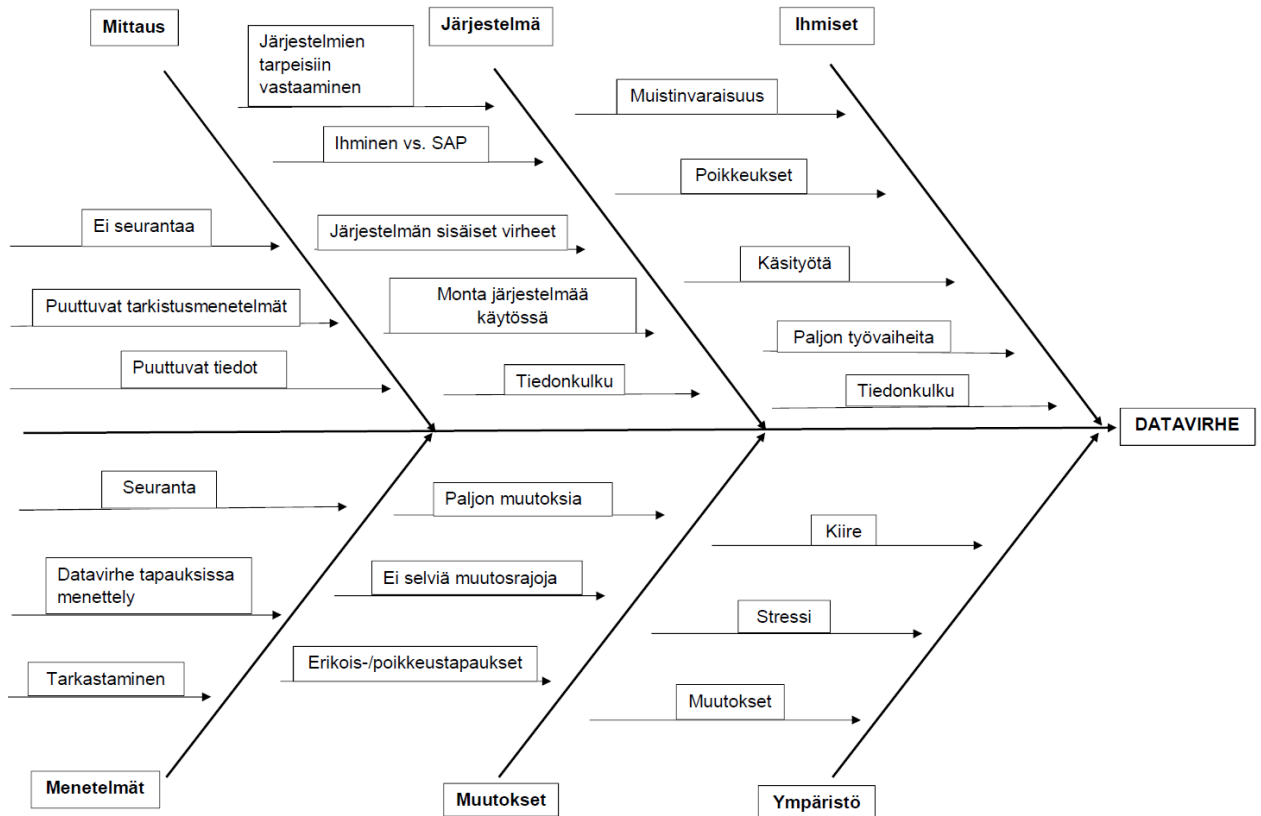 Mittaus
Järjestelmä
Ihmiset
Järjestelmien
tarpeisiin
vastaaminen
Muistinvaraisuus
Ihminen vs. SAP
Poikkeukset
Ei seurantaa
Järjestelmän sisäiset virheet
Käsityötä
Puuttuvat tarkistusmenetelmät
Monta järjestelmää
käytössä
Paljon työvaiheita
Puuttuvat tiedot
Tiedonkulku
Tiedonkulku
DATAVIRHE
Seuranta
Paljon muutoksia
Kiire
Datavirhe tapauksissa
menettely
Ei selviä muutosrajoja
Stressi
Tarkastaminen
Erikois-/poikkeustapaukset
Muutokset
Menetelmät
Muutokset
Ympäristö